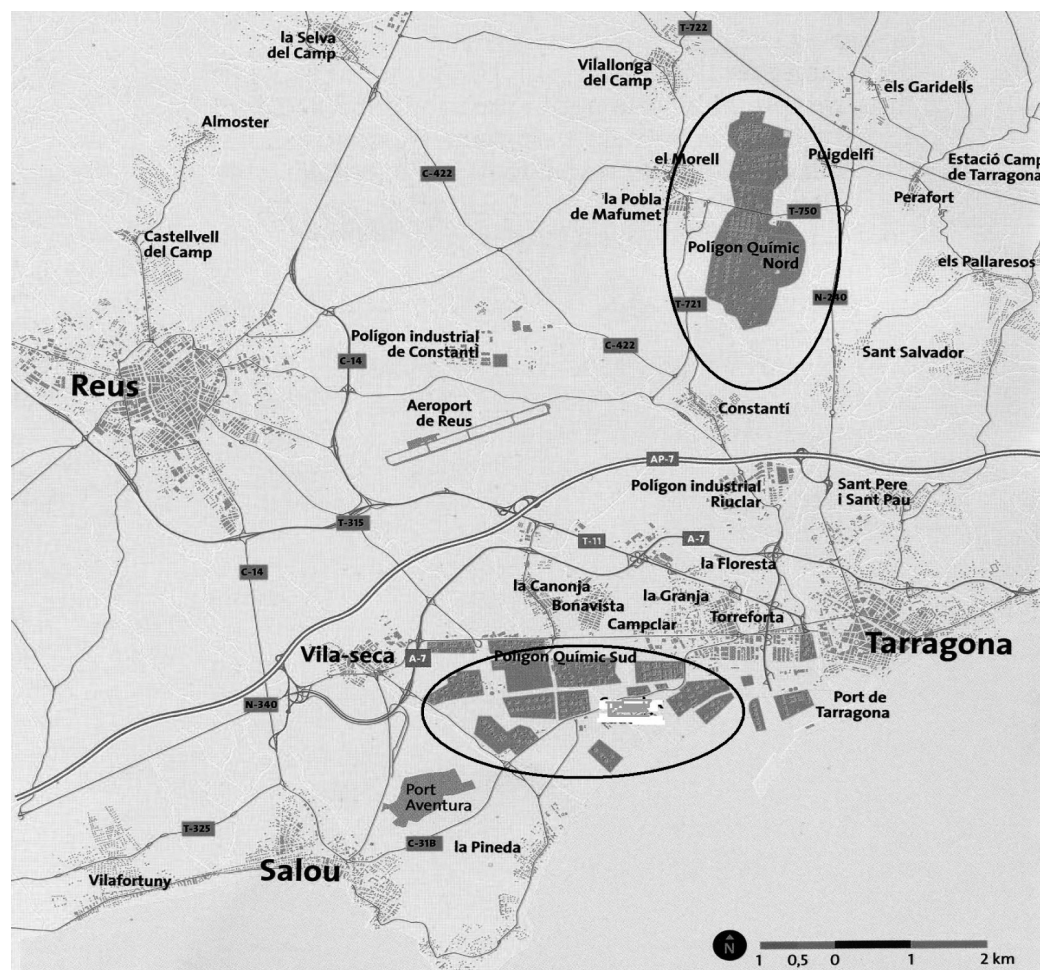 T-722
la Selva
del Camp
Vilallonga
del Camp
els Garidells
Almoster
el Morell
Puigdelfí
Estació Camp
de Tarragona
C-422
la Pobla
de Mafumet
T-750
Perafort
Castellvell
del Camp
Polígon Químic
Nord
els Pallaresos
T-721
N-240
Polígon industrial
de Constantí
C-422
Sant Salvador
C-14
Reus
Aeroport
de Reus
Constantí
AP-7
Polígon industrial
Riuclar
Sant Pere
i Sant Pau
T-315
T-11
A-7
la Floresta
C-14
la Canonja
la Granja
Bonavista
Campclar
Torreforta
Tarragona
Vila-seca
A-7
Polígon Químic Sud
N-340
Port de
Tarragona
Port
Aventura
T-325
C-31B
la Pineda
Salou
Vilafortuny
N
1 0,5 0 1 2 km